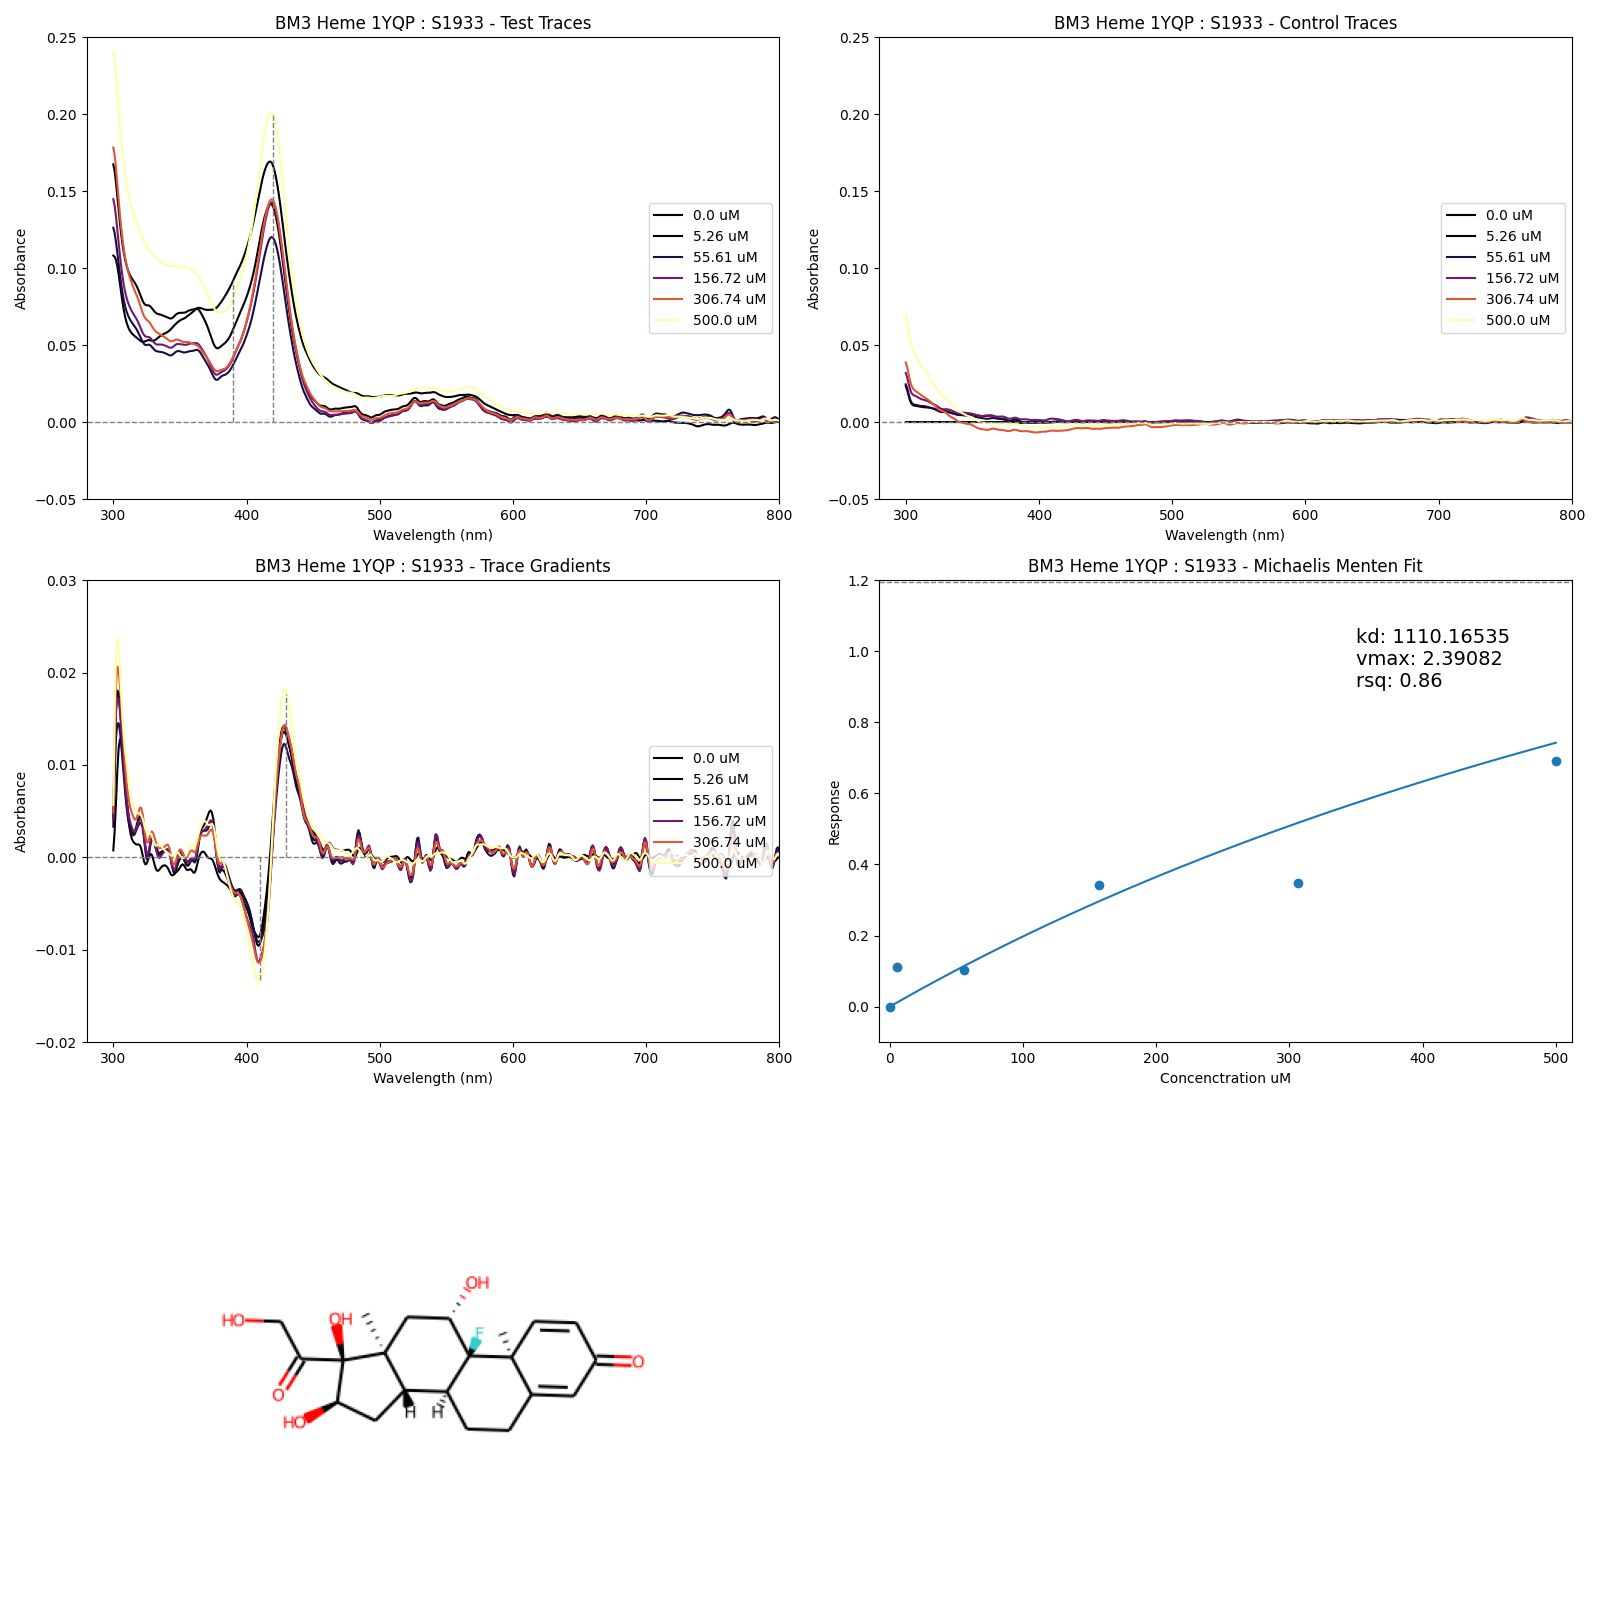 BM3 Heme 1YQP : S1933 - Test Traces
0.25
0.20
0.15
0.10
0.05
0.00
−0.05
Absorbance
300 400 500 600 700 800
Wavelength (nm)
0.0 uM
5.26 uM
55.61 uM
156.72 uM
306.74 uM
500.0 uM
BM3 Heme 1YQP : S1933 - Control Traces
0.25
0.20
0.15
0.10
0.05
0.00
−0.05
Absorbance
300 400 500 600 700 800
Wavelength (nm)
0.0 uM
5.26 uM
55.61 uM
156.72 uM
306.74 uM
500.0 uM
BM3 Heme 1YQP : S1933 - Trace Gradients
0.03
0.02
0.01
0.00
−0.01
−0.02
Absorbance
300 400 500 600 700 800
Wavelength (nm)
0.0 uM
5.26 uM
55.61 uM
156.72 uM
306.74 uM
500.0 uM
BM3 Heme 1YQP : S1933 - Michaelis Menten Fit
1.2
1.0
0.8
0.6
0.4
0.2
0.0
Response
kd: 1110.16535
vmax: 2.39082
rsq: 0.86
0 100 200 300 400 500
Concenctration uM
OH
HO
OH
F
O
O
HO
H
H